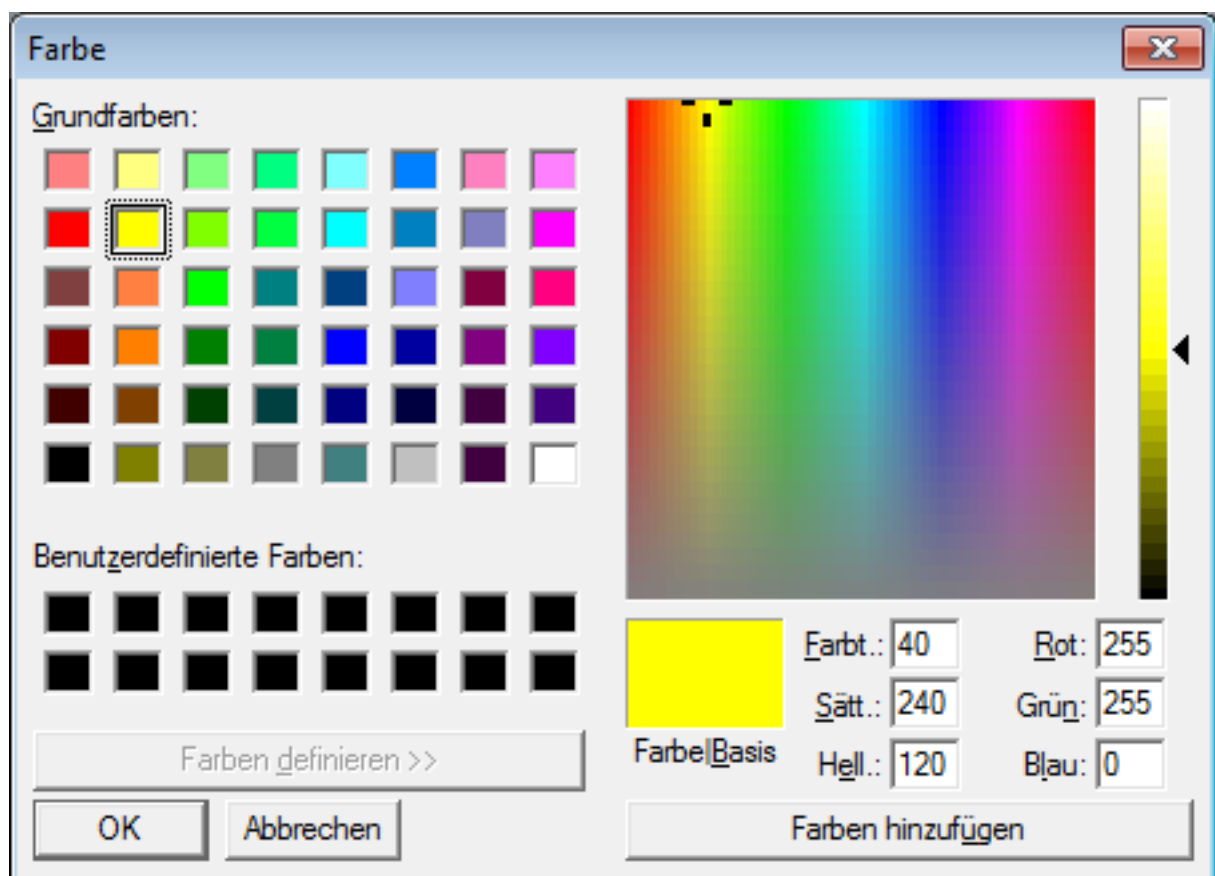 Farbe
Grundfarben:
Benutzerdefinierte Farben:
Farben definieren >>
OK Abbrechen
Farbe|Basis
Farbt.: 40 Rot: 255
Sätt.: 240 Grün: 255
Hell.: 120 Blau: 0
Farben hinzufügen